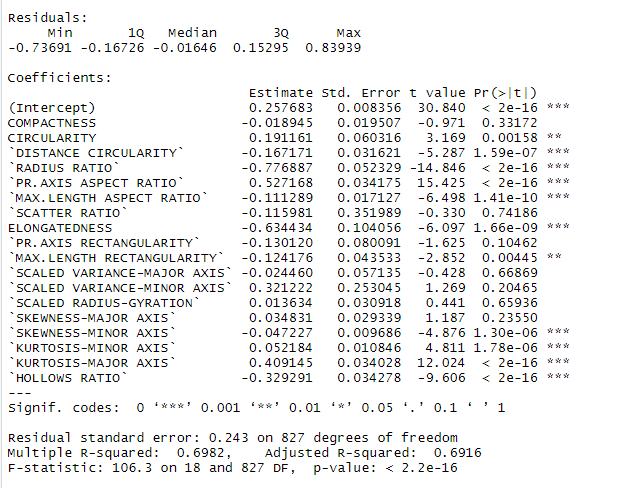 Residuals:
     Min       1Q   Median       3Q      Max
-0.73691 -0.16726 -0.01646  0.15295  0.83939

Coefficients:
                              Estimate Std. Error t value Pr(>|t|)
(Intercept)                   0.257683   0.008356  30.840  < 2e-16 ***
COMPACTNESS                  -0.018945   0.019507  -0.971  0.33172
CIRCULARITY                   0.191161   0.060316   3.169  0.00158 **
`DISTANCE CIRCULARITY`       -0.167171   0.031621  -5.287 1.59e-07 ***
`RADIUS RATIO`               -0.776887   0.052329 -14.846  < 2e-16 ***
`PR.AXIS ASPECT RATIO`        0.527168   0.034175  15.425  < 2e-16 ***
`MAX.LENGTH ASPECT RATIO`    -0.111289   0.017127  -6.498 1.41e-10 ***
`SCATTER RATIO`              -0.115981   0.351989  -0.330  0.74186
ELONGATEDNESS                -0.634434   0.104056  -6.097 1.66e-09 ***
`PR.AXIS RECTANGULARITY`     -0.130120   0.080091  -1.625  0.10462
`MAX.LENGTH RECTANGULARITY`  -0.124176   0.043533  -2.852  0.00445 **
`SCALED VARIANCE-MAJOR AXIS` -0.024460   0.057135  -0.428  0.66869
`SCALED VARIANCE-MINOR AXIS`  0.321222   0.253045   1.269  0.20465
`SCALED RADIUS-GYRATION`      0.013634   0.030918   0.441  0.65936
`SKEWNESS-MAJOR AXIS`         0.034831   0.029339   1.187  0.23550
`SKEWNESS-MINOR AXIS`        -0.047227   0.009686  -4.876 1.30e-06 ***
`KURTOSIS-MINOR AXIS`         0.052184   0.010846   4.811 1.78e-06 ***
`KURTOSIS-MAJOR AXIS`         0.409145   0.034028  12.024  < 2e-16 ***
`HOLLOWS RATIO`              -0.329291   0.034278  -9.606  < 2e-16 ***
---
Signif. codes:  0 ‘***’ 0.001 ‘**’ 0.01 ‘*’ 0.05 ‘.’ 0.1 ‘ ’ 1

Residual standard error: 0.243 on 827 degrees of freedom
Multiple R-squared:  0.6982,    Adjusted R-squared:  0.6916
F-statistic: 106.3 on 18 and 827 DF,  p-value: < 2.2e-16